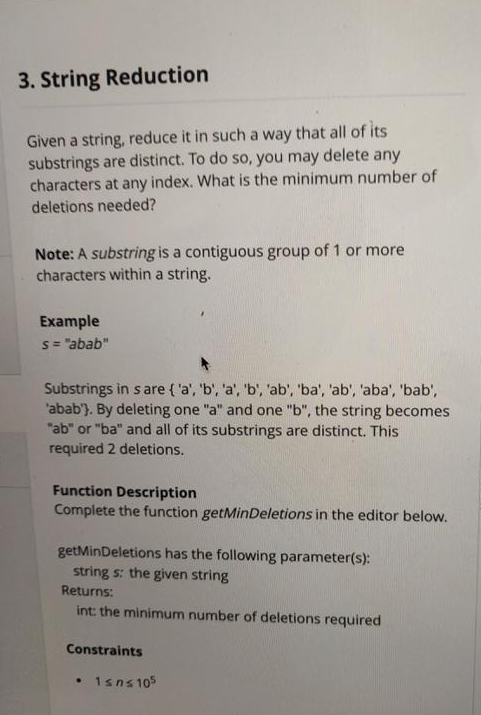 3. String Reduction
Given a string, reduce it in such a way that all of its
substrings are distinct. To do so, you may delete any
characters at any index. What is the minimum number of
deletions needed?
Note: A substring is a contiguous group of 1 or more
characters within a string.
Example
s = "abab"
Substrings in s are { 'a', 'b', 'a', 'b', 'ab', 'ba', 'ab', 'aba', 'bab',
'abab'}. By deleting one "a" and one "b", the string becomes
"ab" or "ba" and all of its substrings are distinct. This
required 2 deletions.
Function Description
Complete the function getMinDeletions in the editor below.
getMinDeletions has the following parameter(s):
string s: the given string
Returns:
int: the minimum number of deletions required
Constraints
• 1 ≤ n ≤ 10⁵